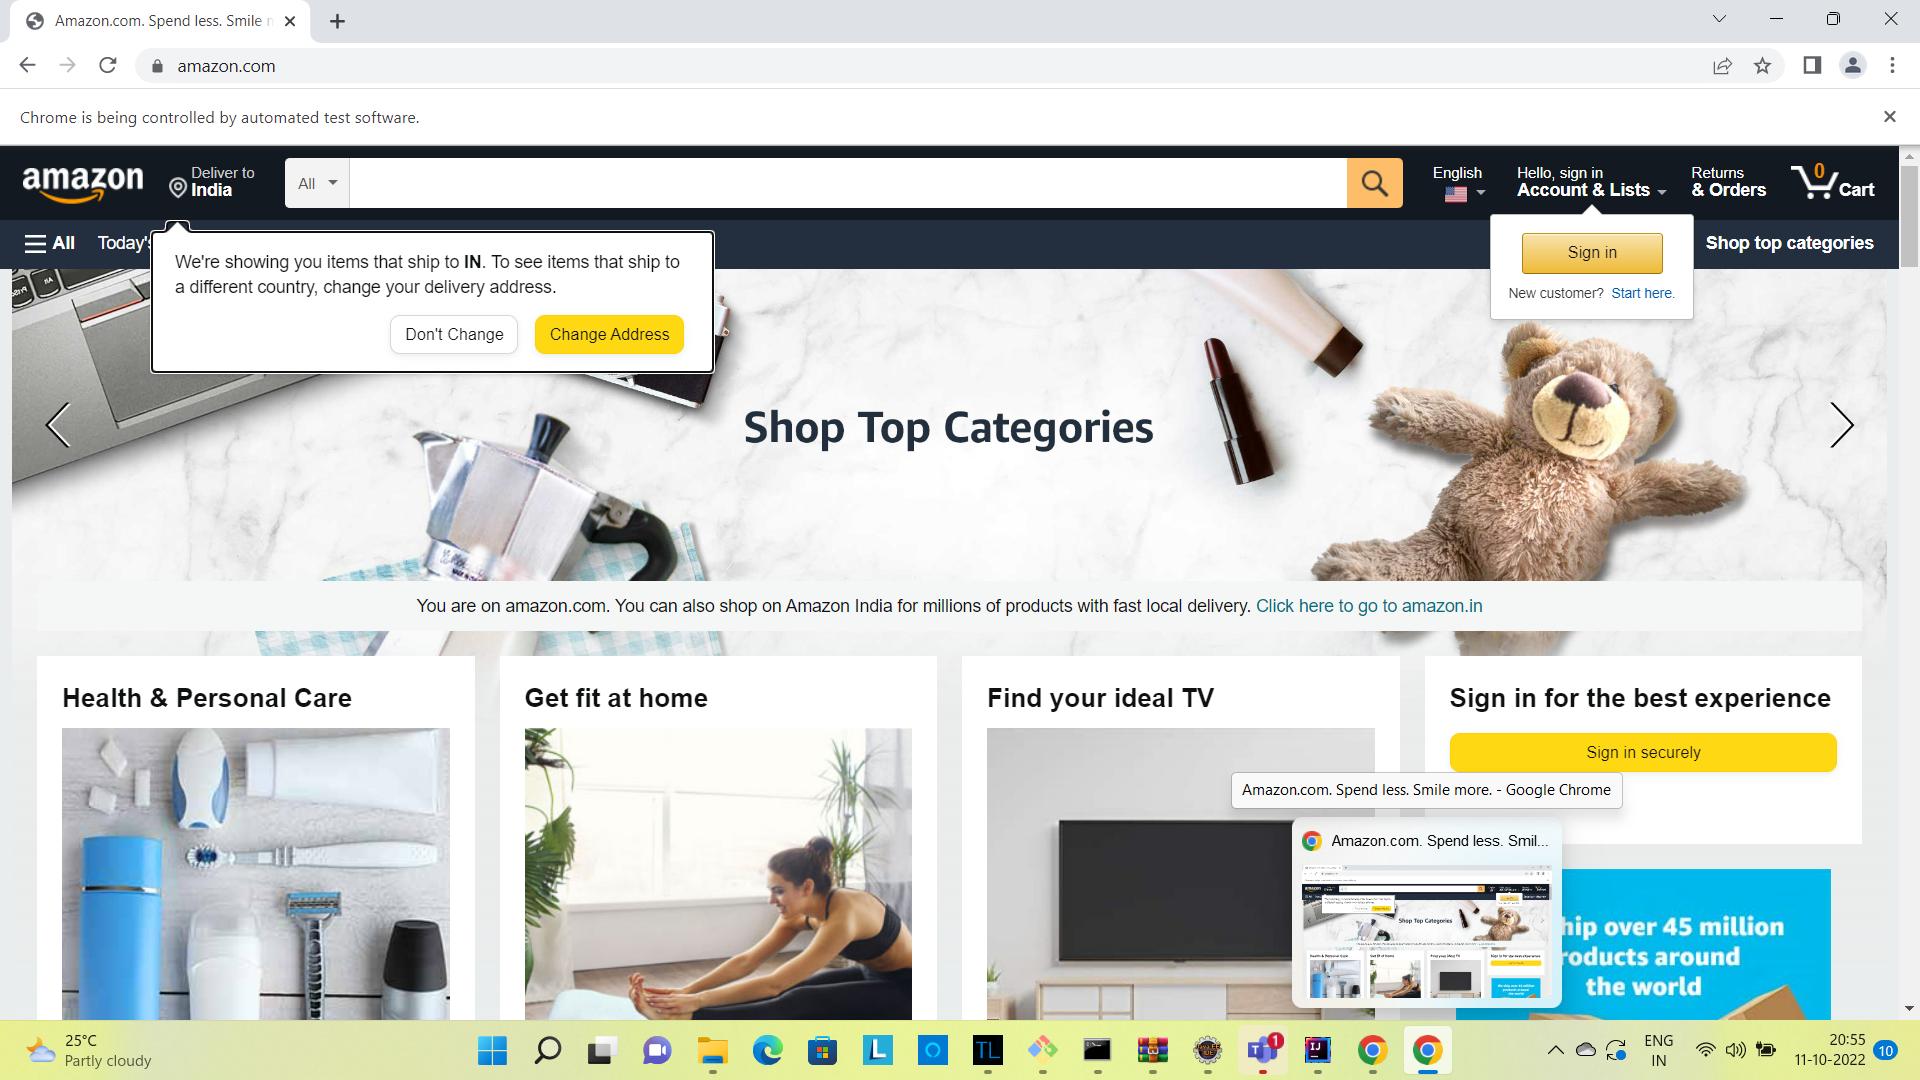 Amazon.com. Spend less. Smile
amazon.com
Chrome is being controlled by automated test software.
amazon
Deliver to
India
All
English
Hello, sign in
Account & Lists
Returns
& Orders
0
Cart
All
Today's
Shop top categories
We're showing you items that ship to IN. To see items that ship to
a different country, change your delivery address.
Don't Change
Change Address
Sign in
New customer? Start here.
Shop Top Categories
You are on amazon.com. You can also shop on Amazon India for millions of products with fast local delivery. Click here to go to amazon.in
Health & Personal Care
Get fit at home
Find your ideal TV
Sign in for the best experience
Sign in securely
Amazon.com. Spend less. Smile more. - Google Chrome
Amazon.com. Spend less. Smil...
Shop Top Categories
hip over 45 million
roducts around
the world
25°C
Partly cloudy
L
TL
1
IJ
ENG
IN
20:55
11-10-2022
10